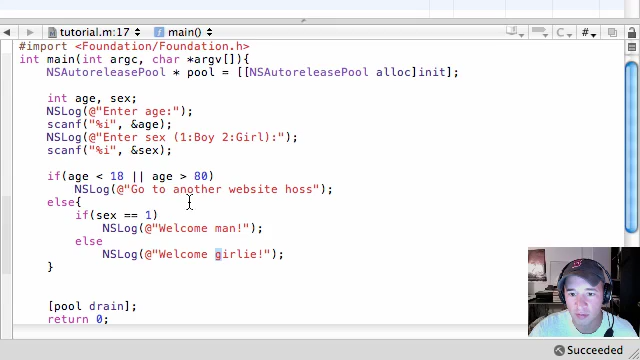 tutorial.m:17 main()
#import <Foundation/Foundation.h>
int main(int argc, char *argv[]){
NSAutoreleasePool * pool = [[NSAutoreleasePool alloc]init];
int age, sex;
NSLog(@"Enter age:");
scanf("%i", &age);
NSLog(@"Enter sex (1:Boy 2:Girl):");
scanf("%i", &sex);
if(age < 18 || age > 80)
NSLog(@"Go to another website hoss");
else{
if(sex == 1)
NSLog(@"Welcome man!");
else
NSLog(@"Welcome girlie!");
}
[pool drain];
return 0;
Succeeded